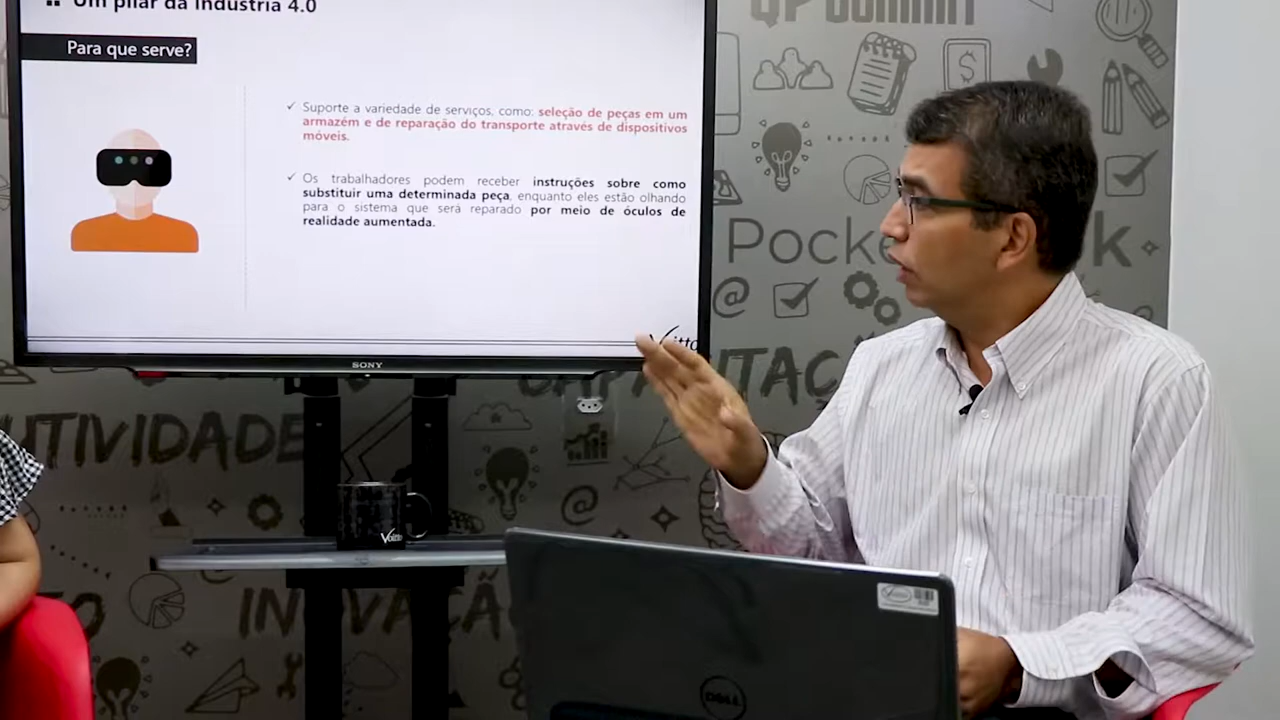 Um pilar da Indústria 4.0
Para que serve?
✓ Suporte a variedade de serviços, como: seleção de peças em um
armazém e de reparação do transporte através de dispositivos
móveis.
✓ Os trabalhadores podem receber instruções sobre como
substituir uma determinada peça, enquanto eles estão olhando
para o sistema que será reparado por meio de óculos de
realidade aumentada.
Voitto
SONY
Pocke k
CAPACITAÇ
UTIVIDADE
Voitto
INOVAÇÃ
DELL